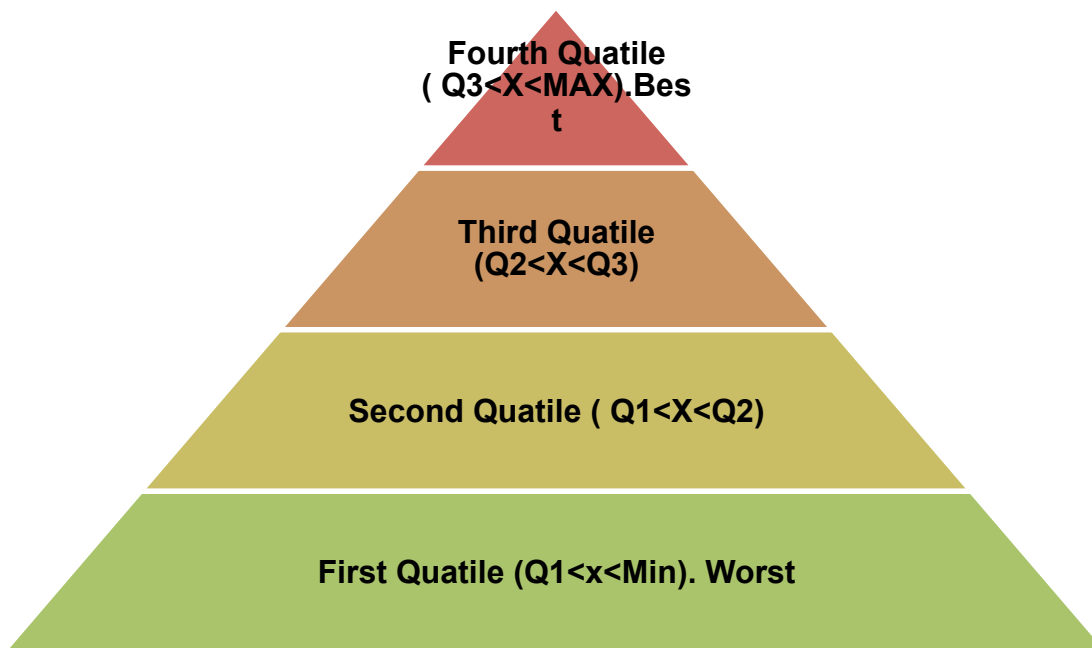 Fourth Quatile
( Q3<X<MAX).Bes
t
Third Quatile
(Q2<X<Q3)
Second Quatile ( Q1<X<Q2)
First Quatile (Q1<x<Min). Worst